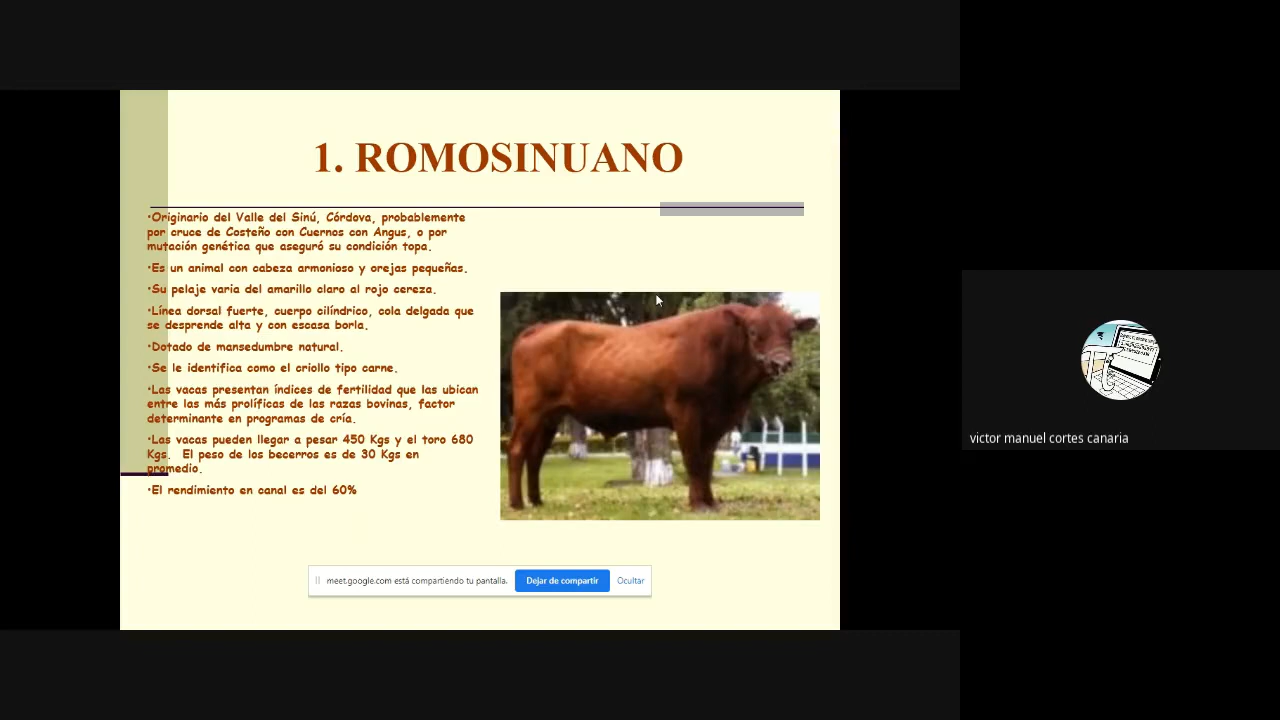 1. ROMOSINUANO
•Originario del Valle del Sinú, Córdova, probablemente
por cruce de Costeño con Cuernos con Angus, o por
mutación genética que aseguró su condición topa.
•Es un animal con cabeza armonioso y orejas pequeñas.
•Su pelaje varia del amarillo claro al rojo cereza.
•Línea dorsal fuerte, cuerpo cilíndrico, cola delgada que
se desprende alta y con escasa borla.
•Dotado de mansedumbre natural.
•Se le identifica como el criollo tipo carne.
•Las vacas presentan índices de fertilidad que las ubican
entre las más prolíficas de las razas bovinas, factor
determinante en programas de cría.
•Las vacas pueden llegar a pesar 450 Kgs y el toro 680
Kgs. El peso de los becerros es de 30 Kgs en
promedio.
•El rendimiento en canal es del 60%
meet.google.com está compartiendo tu pantalla. Dejar de compartir Ocultar
victor manuel cortes canaria